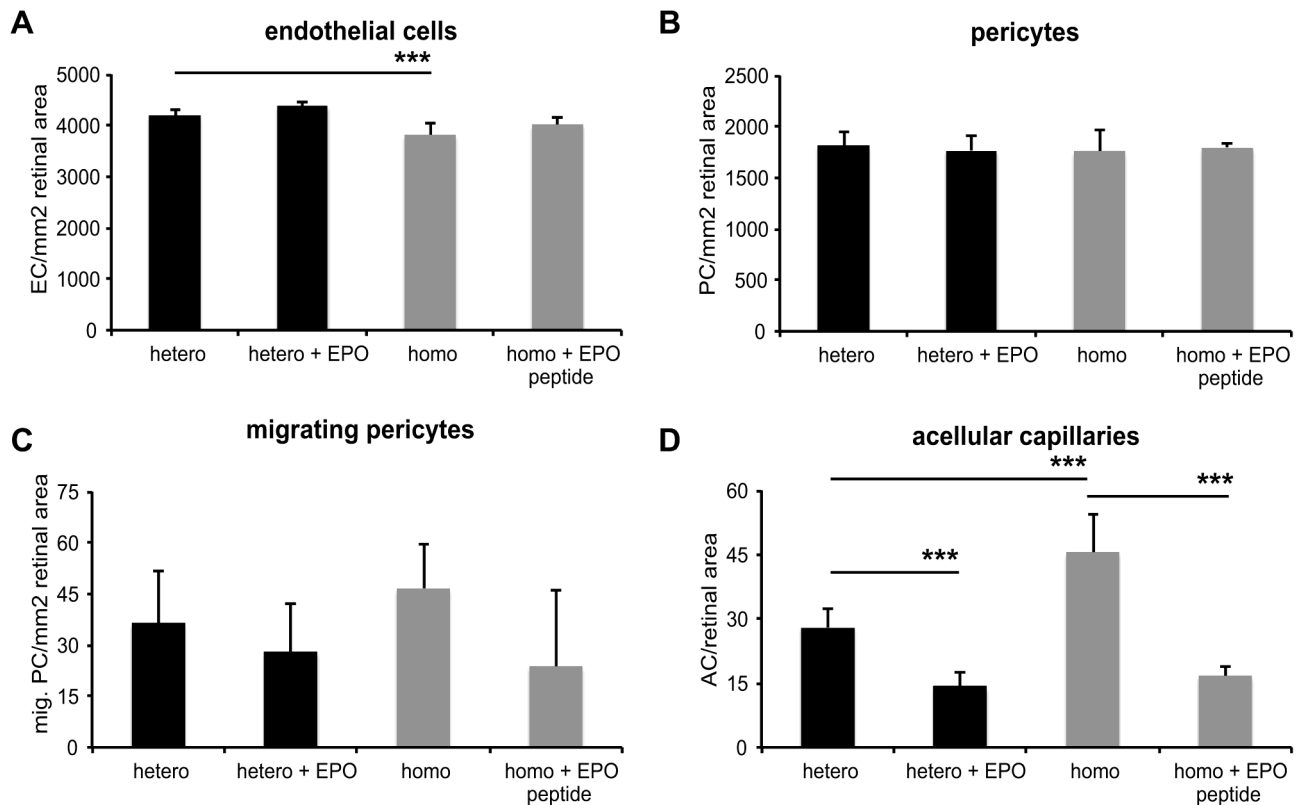 A
endothelial cells
***
EC/mm2 retinal area
5000
4000
3000
2000
1000
0
hetero
hetero + EPO
homo
homo + EPO
peptide
B
pericytes
PC/mm2 retinal area
2500
2000
1500
1000
500
0
hetero
hetero + EPO
homo
homo + EPO
peptide
C
migrating pericytes
mig. PC/mm2 retinal area
75
60
45
30
15
0
hetero
hetero + EPO
homo
homo + EPO
peptide
D
acellular capillaries
***
***
***
AC/retinal area
60
45
30
15
0
hetero
hetero + EPO
homo
homo + EPO
peptide